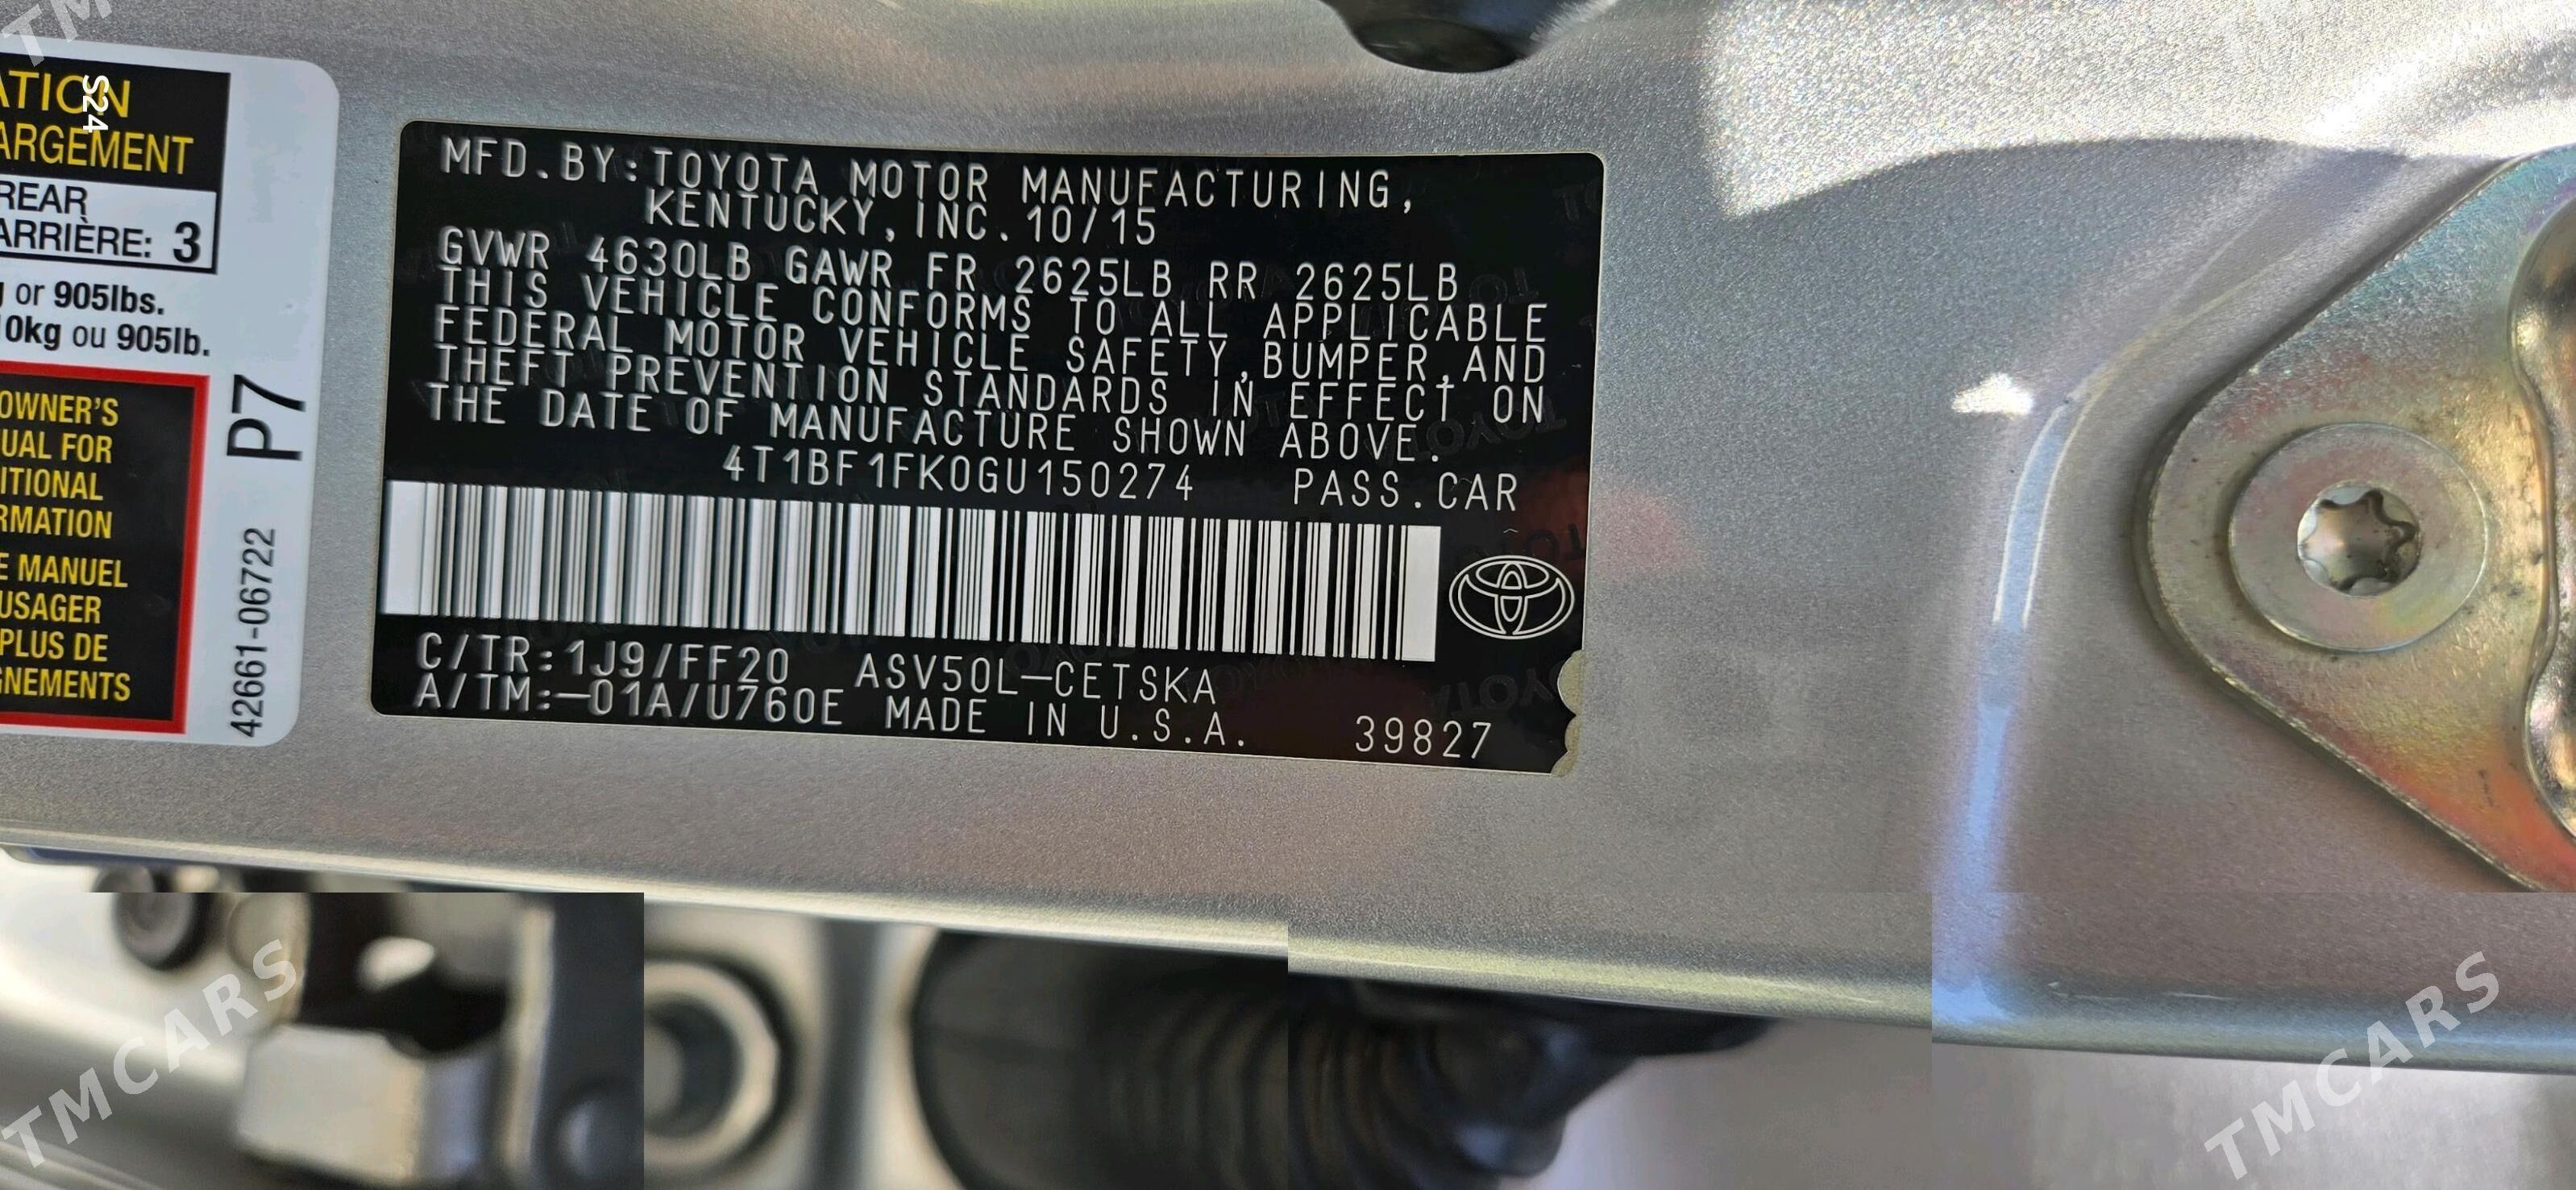 TMCARS
S24
ATION
ARGEMENT
REAR
ARRIÈRE: 3
or 905lbs.
0kg ou 905lb.
OWNER'S
UAL FOR
ITIONAL
RMATION
E MANUEL
USAGER
PLUS DE
GNEMENTS
42661-06722 P7
MFD.BY:TOYOTA MOTOR MANUFACTURING,
KENTUCKY,INC.10/15
GVWR 4630LB GAWR FR 2625LB RR 2625LB
THIS VEHICLE CONFORMS TO ALL APPLICABLE
FEDERAL MOTOR VEHICLE SAFETY,BUMPER,AND
THEFT PREVENTION STANDARDS IN EFFECT ON
THE DATE OF MANUFACTURE SHOWN ABOVE.
4T1BF1FK0GU150274 PASS.CAR
C/TR:1J9/FF20 ASV50L-CETSKA
A/TM:-01A/U760E MADE IN U.S.A. 39827
TMCARS
TMCARS